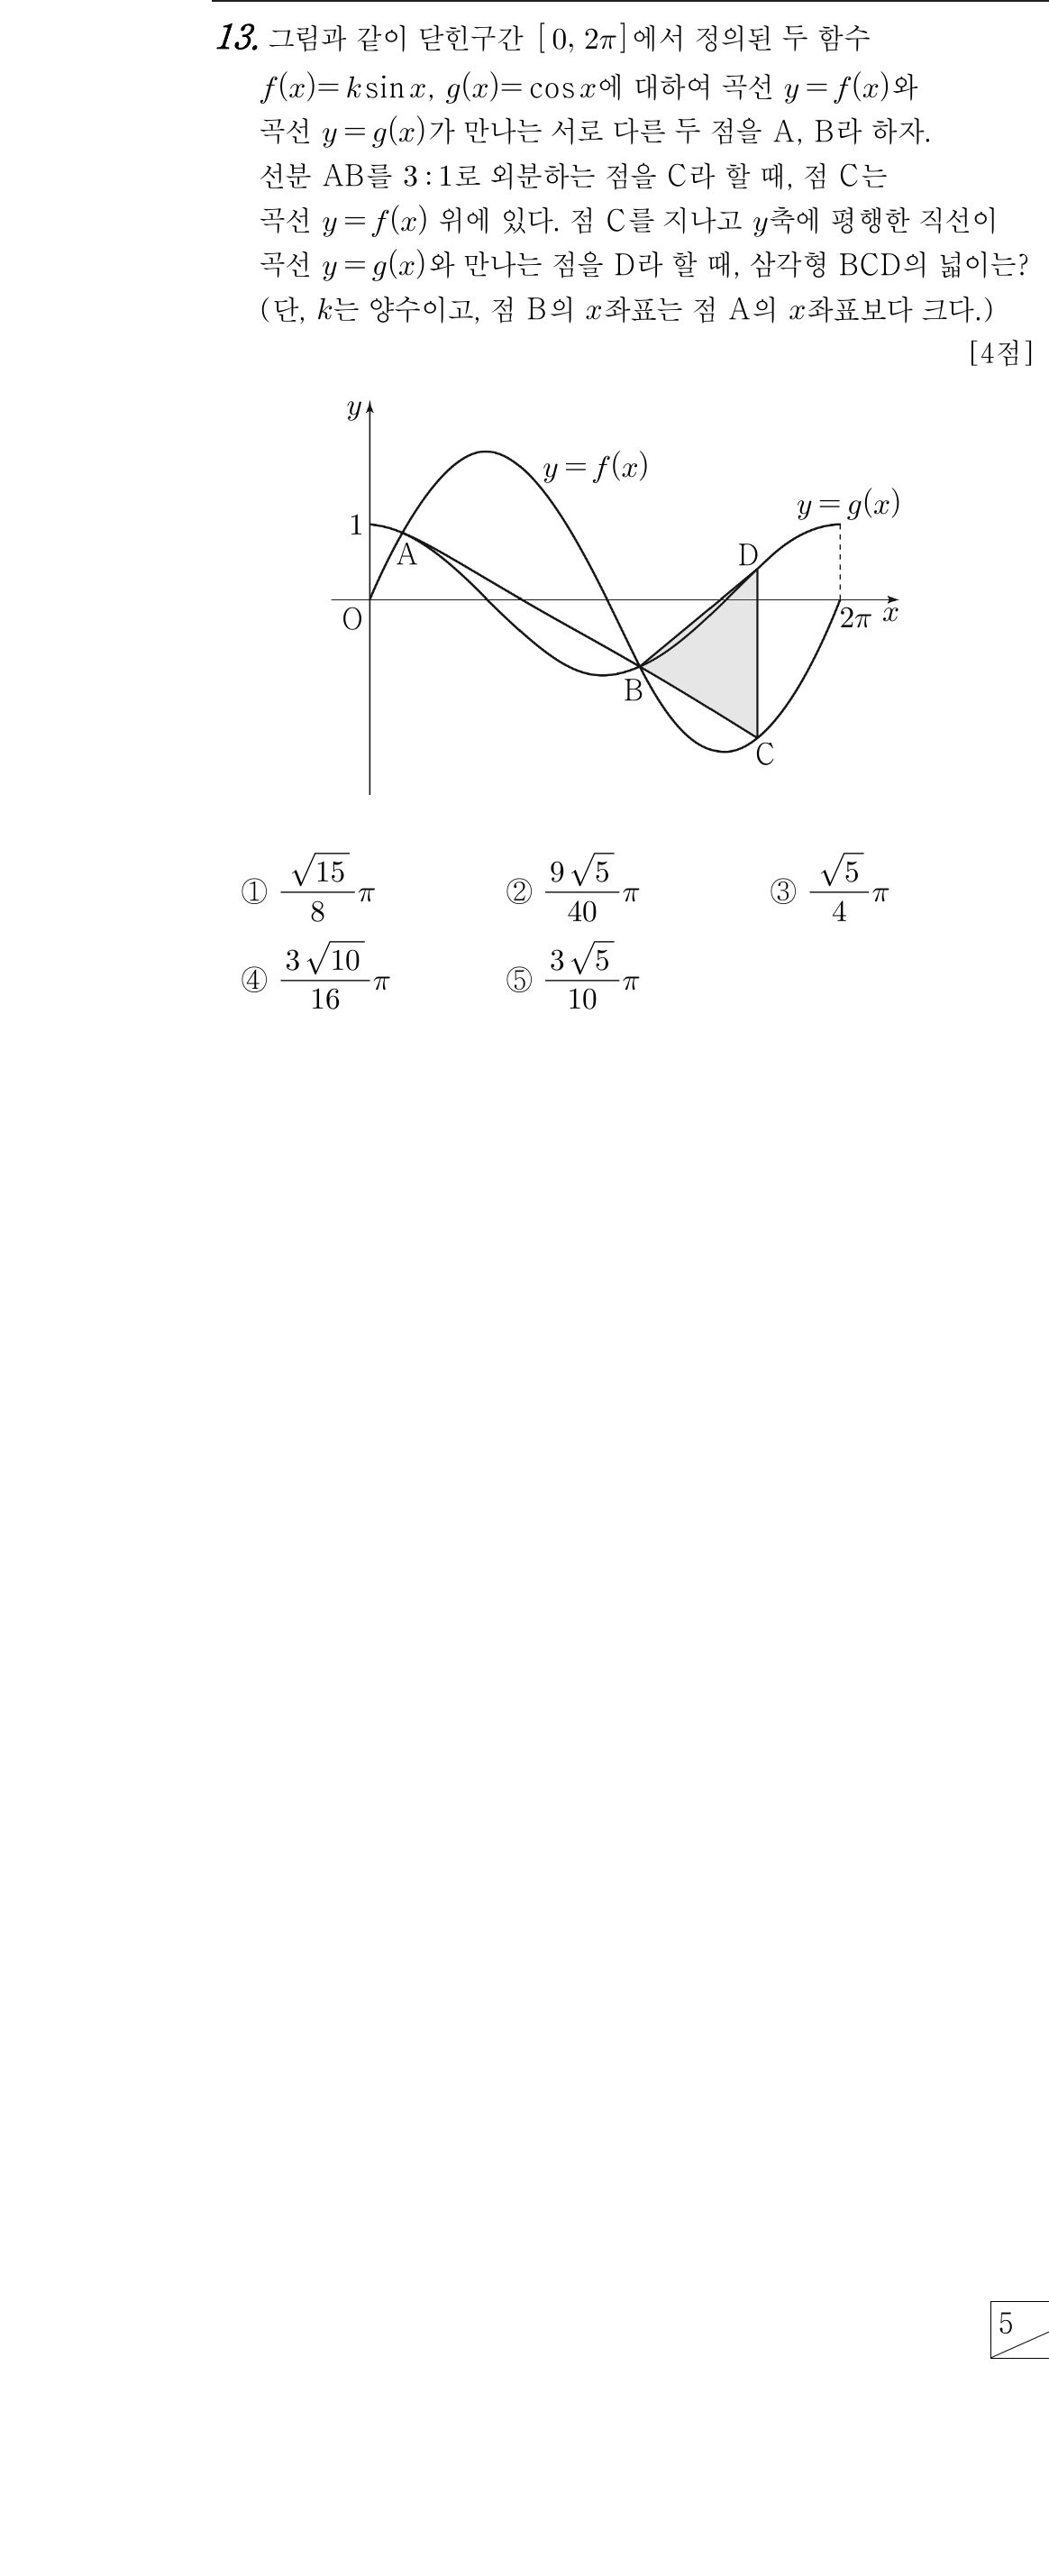 13. 그림과 같이 닫힌구간 [0, 2π]에서 정의된 두 함수
f(x)=k sin x, g(x)=cos x에 대하여 곡선 y=f(x)와
곡선 y=g(x)가 만나는 서로 다른 두 점을 A, B라 하자.
선분 AB를 3:1로 외분하는 점을 C라 할 때, 점 C는
곡선 y=f(x) 위에 있다. 점 C를 지나고 y축에 평행한 직선이
곡선 y=g(x)와 만나는 점을 D라 할 때, 삼각형 BCD의 넓이는?
(단, k는 양수이고, 점 B의 x좌표는 점 A의 x좌표보다 크다.)
[4점]
y
y=f(x)
y=g(x)
1
A
D
O
2π x
B
C
① √15/8 π ② 9√5/40 π ③ √5/4 π
④ 3√10/16 π ⑤ 3√5/10 π
5